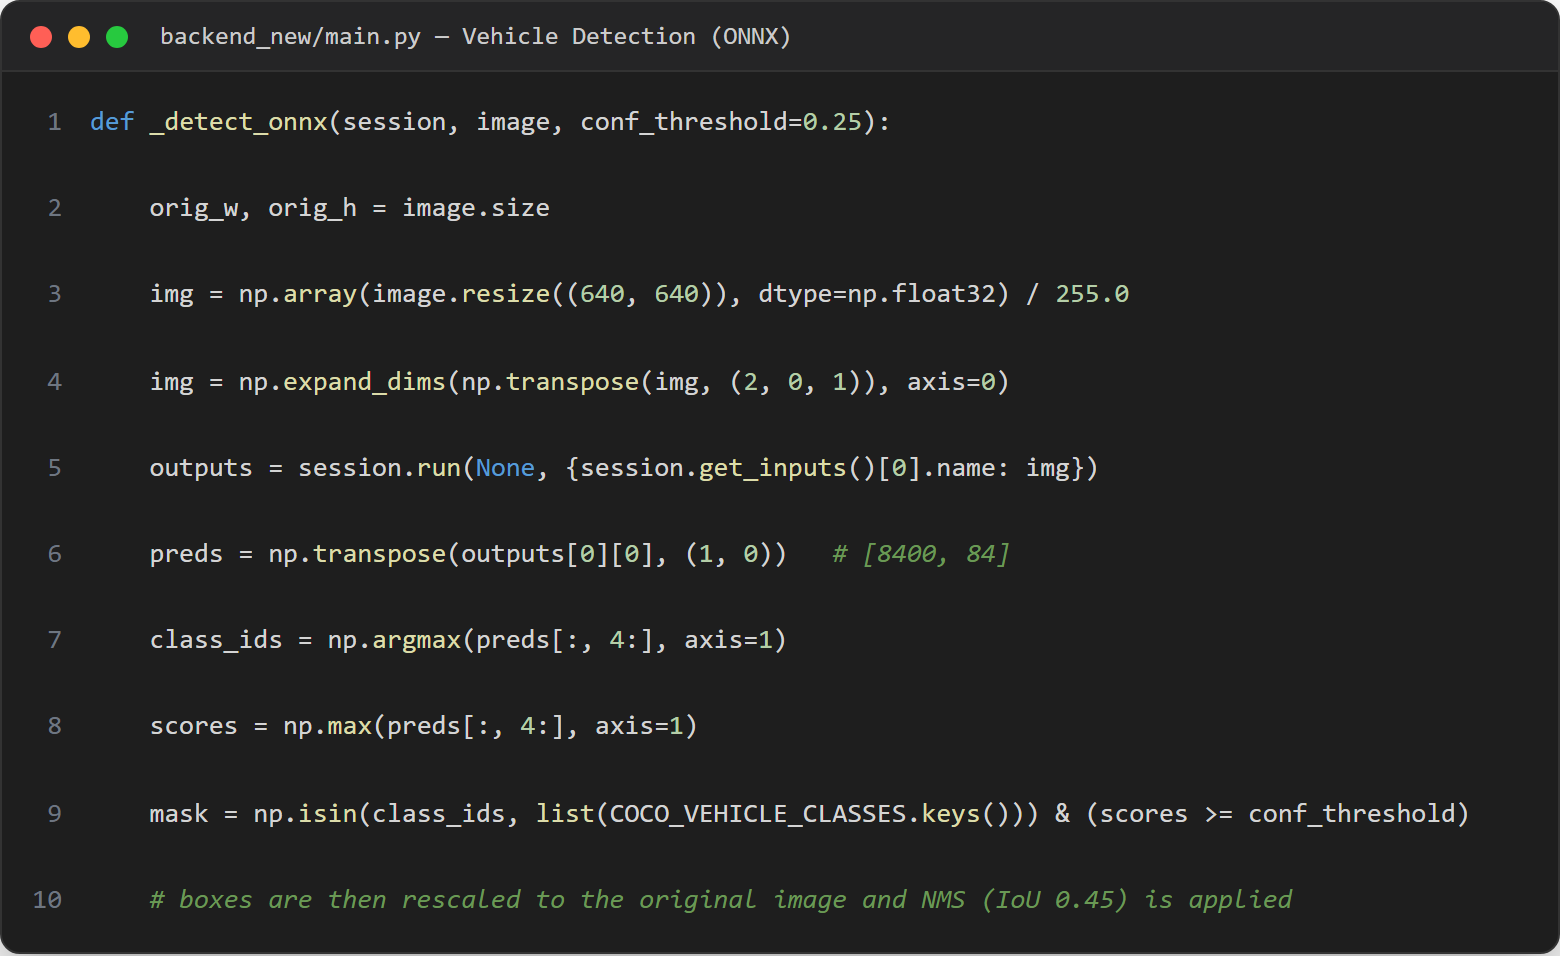 backend_new/main.py — Vehicle Detection (ONNX)
1 def _detect_onnx(session, image, conf_threshold=0.25):
2     orig_w, orig_h = image.size
3     img = np.array(image.resize((640, 640)), dtype=np.float32) / 255.0
4     img = np.expand_dims(np.transpose(img, (2, 0, 1)), axis=0)
5     outputs = session.run(None, {session.get_inputs()[0].name: img})
6     preds = np.transpose(outputs[0][0], (1, 0))   # [8400, 84]
7     class_ids = np.argmax(preds[:, 4:], axis=1)
8     scores = np.max(preds[:, 4:], axis=1)
9     mask = np.isin(class_ids, list(COCO_VEHICLE_CLASSES.keys())) & (scores >= conf_threshold)
10     # boxes are then rescaled to the original image and NMS (IoU 0.45) is applied